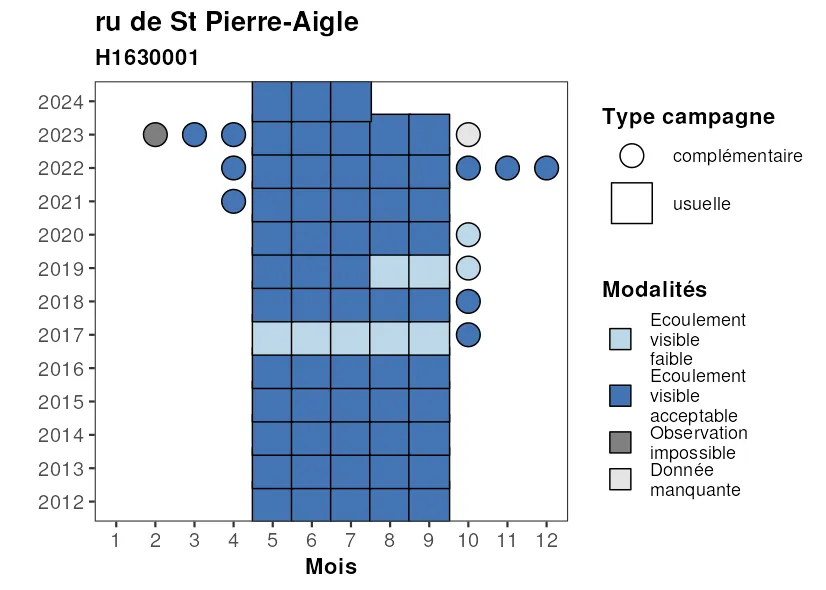 ru de St Pierre-Aigle
H1630001
2024
2023
2022
2021
2020
2019
2018
2017
2016
2015
2014
2013
2012
1 2 3 4 5 6 7 8 9 10 11 12
Mois
Type campagne
complémentaire
usuelle
Modalités
Ecoulement
visible
faible
Ecoulement
visible
acceptable
Observation
impossible
Donnée
manquante